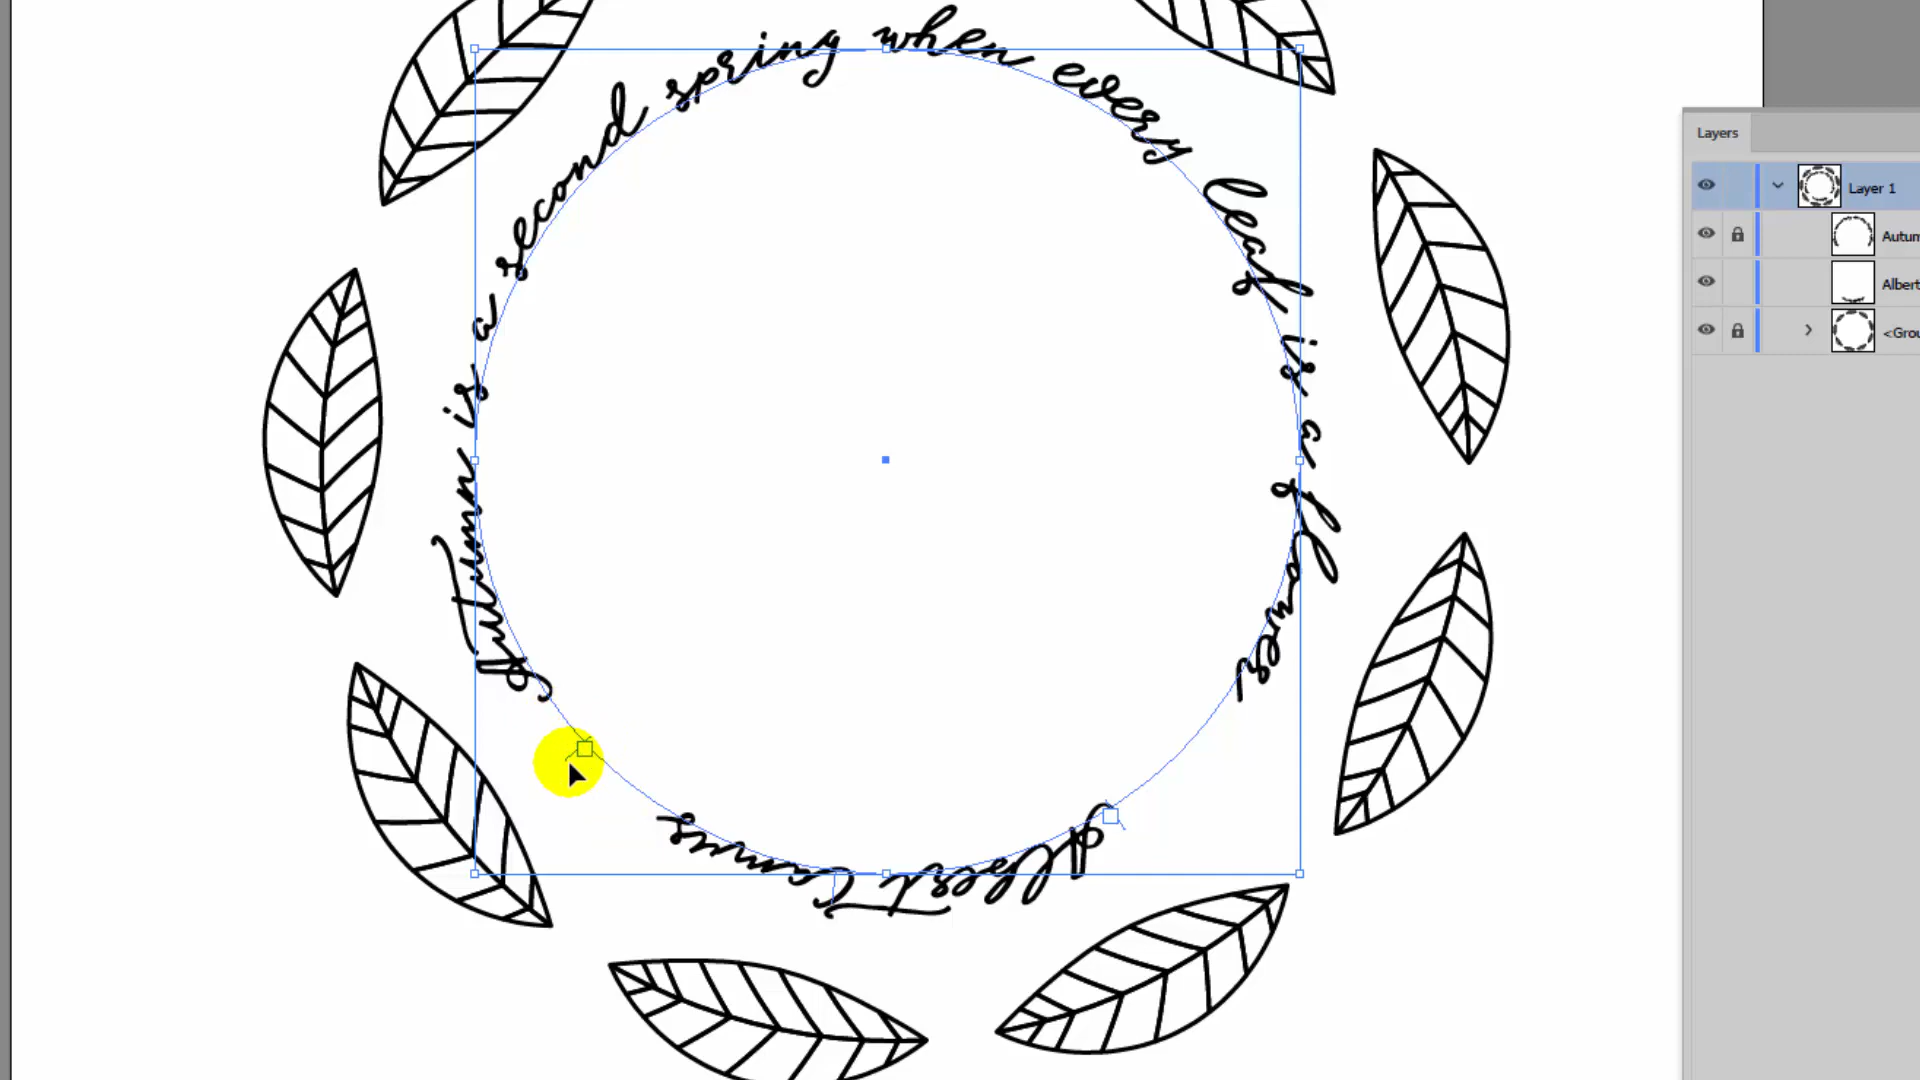 Autumn is a second spring when every leaf is a flower
Albert Camus
Layers
Layer 1
Autum
Albert
<Grou